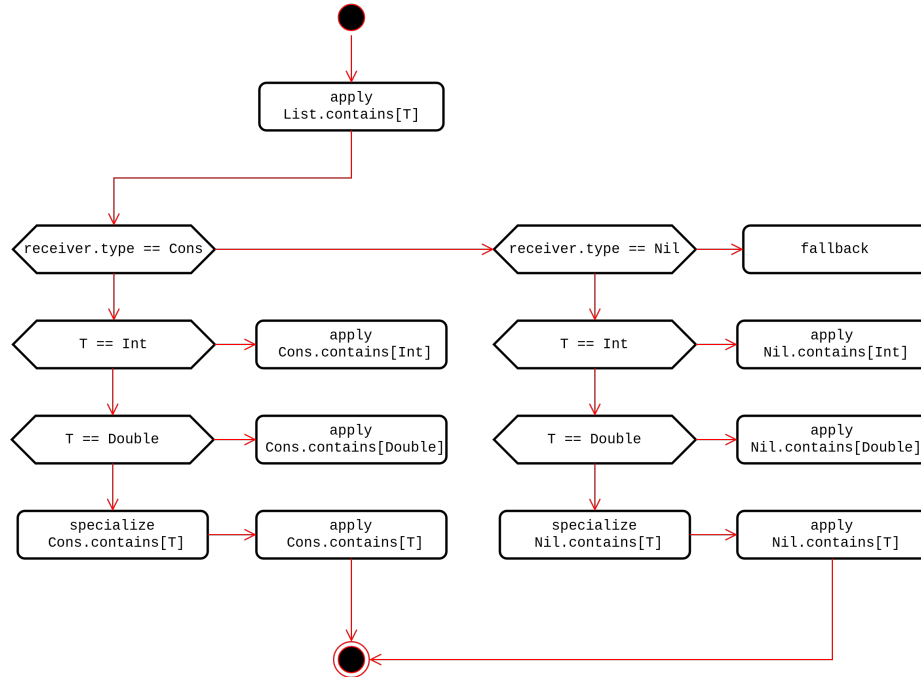 apply
List.contains[T]
receiver.type == Cons
receiver.type == Nil
fallback
T == Int
apply
Cons.contains[Int]
T == Int
apply
Nil.contains[Int]
T == Double
apply
Cons.contains[Double]
T == Double
apply
Nil.contains[Double]
specialize
Cons.contains[T]
apply
Cons.contains[T]
specialize
Nil.contains[T]
apply
Nil.contains[T]